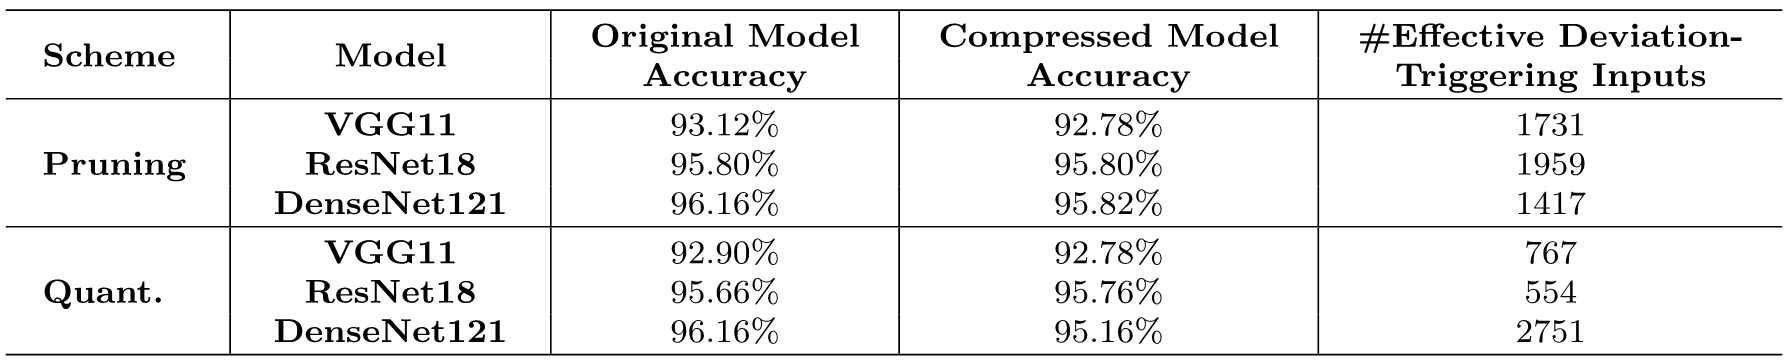 Scheme Model Original Model Accuracy Compressed Model Accuracy #Effective Deviation-Triggering Inputs
Pruning VGG11 93.12% 92.78% 1731
ResNet18 95.80% 95.80% 1959
DenseNet121 96.16% 95.82% 1417
Quant. VGG11 92.90% 92.78% 767
ResNet18 95.66% 95.76% 554
DenseNet121 96.16% 95.16% 2751